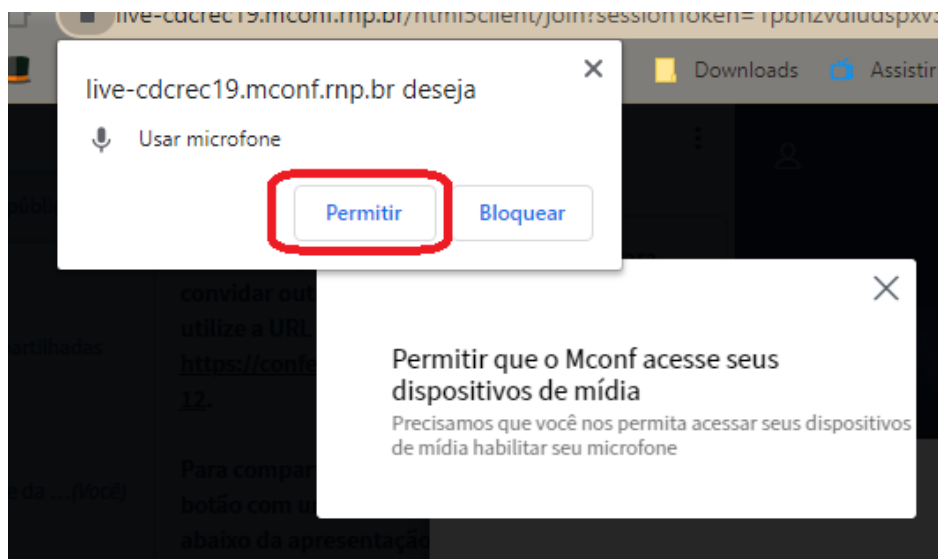 live-cdcrec19.mconf.rnp.br/html5client/join?sessionToken=
Downloads
Assistir
live-cdcrec19.mconf.rnp.br deseja
Usar microfone
Permitir
Bloquear
convidar
utilize a URL
https://confe
12.
Permitir que o Mconf acesse seus
dispositivos de mídia
Precisamos que você nos permita acessar seus dispositivos
de mídia habilitar seu microfone
Para compar
(Você)
botão com
abaixo da apresentação